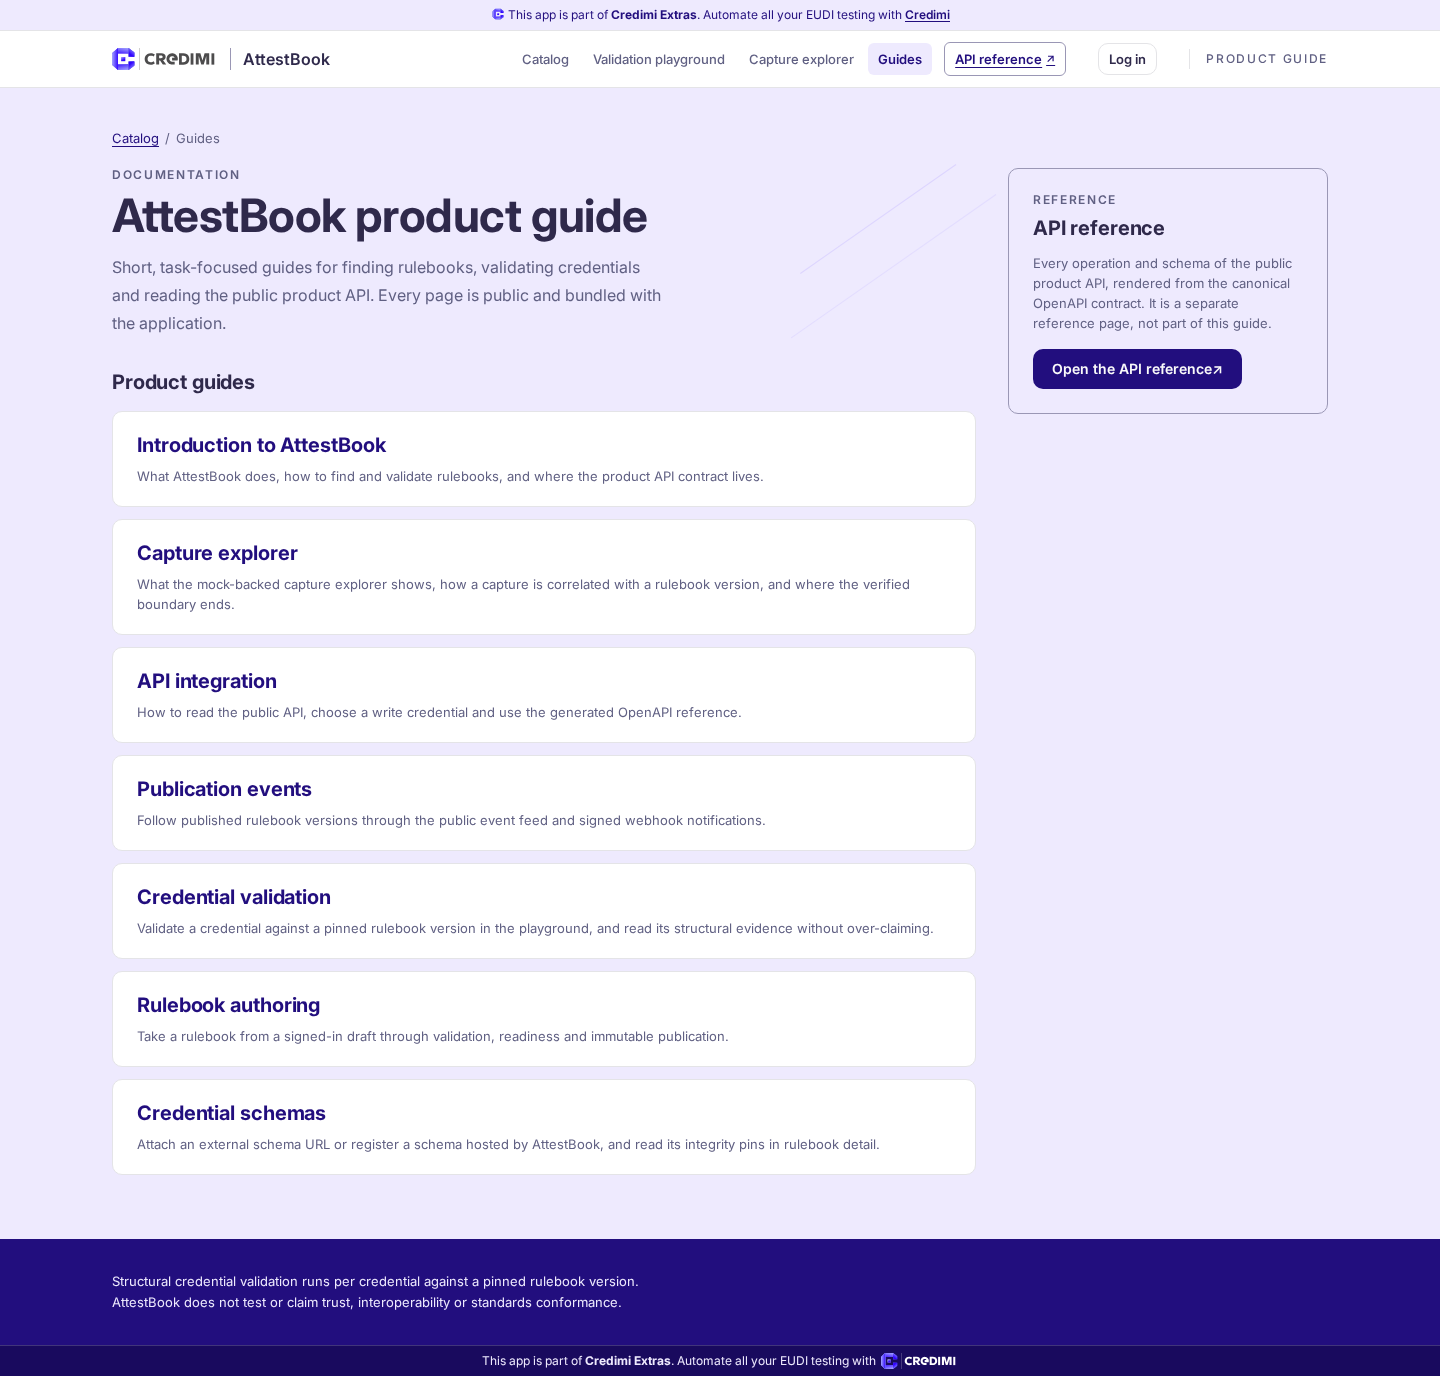 This app is part of Credimi Extras. Automate all your EUDI testing with Credimi
CREDIMI
AttestBook
Catalog
Validation playground
Capture explorer
Guides
API reference ↗
Log in
PRODUCT GUIDE
Catalog / Guides
DOCUMENTATION
AttestBook product guide
Short, task-focused guides for finding rulebooks, validating credentials
and reading the public product API. Every page is public and bundled with
the application.
REFERENCE
API reference
Every operation and schema of the public
product API, rendered from the canonical
OpenAPI contract. It is a separate
reference page, not part of this guide.
Open the API reference↗
Product guides
Introduction to AttestBook
What AttestBook does, how to find and validate rulebooks, and where the product API contract lives.
Capture explorer
What the mock-backed capture explorer shows, how a capture is correlated with a rulebook version, and where the verified
boundary ends.
API integration
How to read the public API, choose a write credential and use the generated OpenAPI reference.
Publication events
Follow published rulebook versions through the public event feed and signed webhook notifications.
Credential validation
Validate a credential against a pinned rulebook version in the playground, and read its structural evidence without over-claiming.
Rulebook authoring
Take a rulebook from a signed-in draft through validation, readiness and immutable publication.
Credential schemas
Attach an external schema URL or register a schema hosted by AttestBook, and read its integrity pins in rulebook detail.
Structural credential validation runs per credential against a pinned rulebook version.
AttestBook does not test or claim trust, interoperability or standards conformance.
This app is part of Credimi Extras. Automate all your EUDI testing with CREDIMI